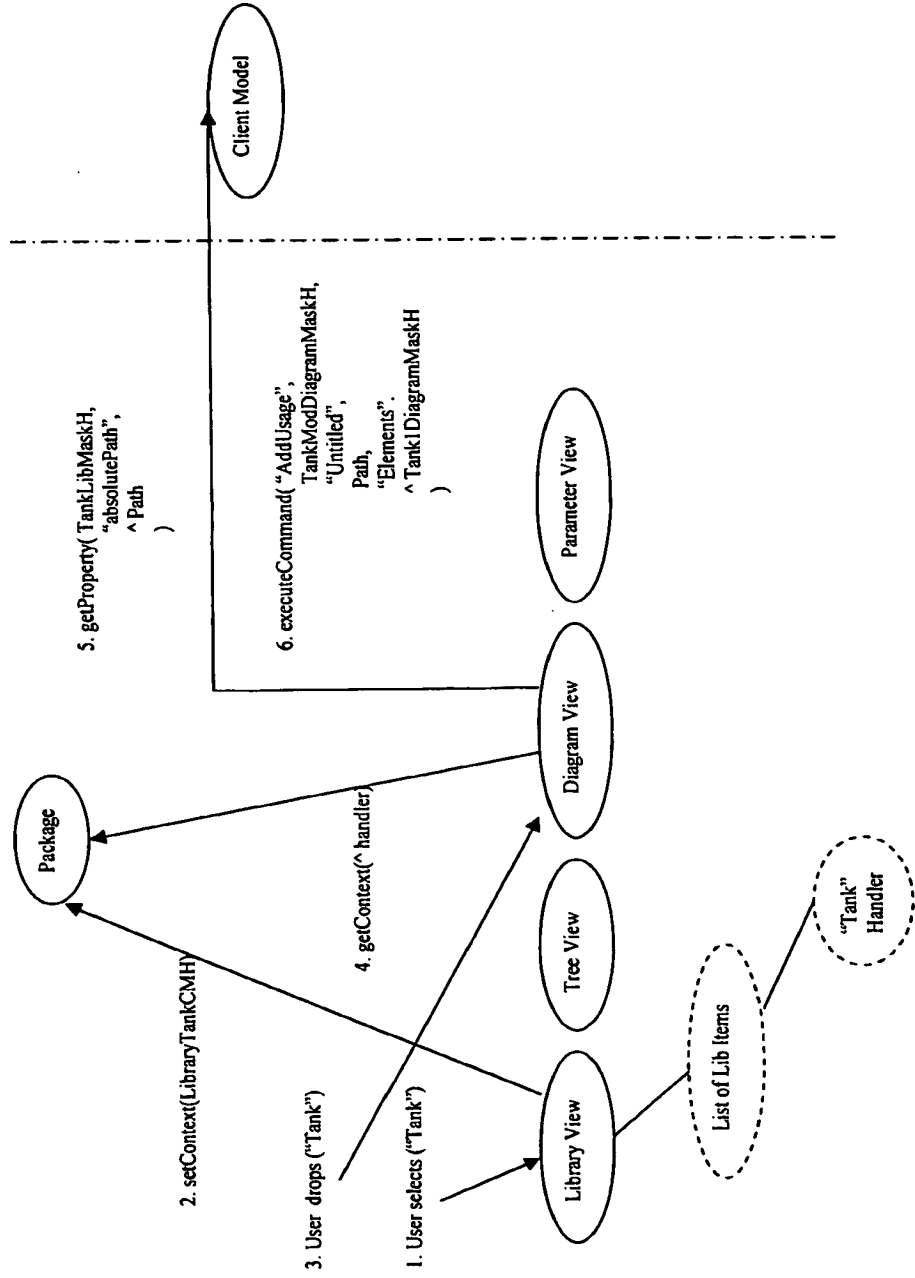 Package
Client Model
2. setContext(LibraryTankCMH)
4. getContext(^ handler)
5. getProperty( TankLibMaskH,
"absolutePath",
^ Path
)
3. User drops ("Tank")
1. User selects ("Tank")
6. executeCommand( "AddUsage",
TankModDiagramMaskH,
"Untitled",
Path,
"Elements".
^ Tank1DiagramMaskH
)
Library View
Tree View
Diagram View
Parameter View
List of Lib Items
"Tank"
Handler